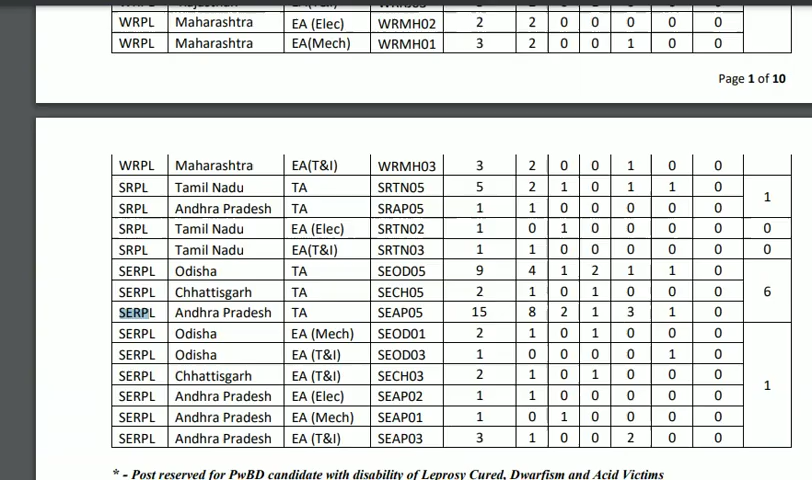 WRPL Maharashtra EA (Elec) WRMH02 2 2 0 0 0 0 0
WRPL Maharashtra EA(Mech) WRMH01 3 2 0 0 1 0 0
Page 1 of 10
WRPL Maharashtra EA(T&I) WRMH03 3 2 0 0 1 0 0
SRPL Tamil Nadu TA SRTN05 5 2 1 0 1 1 0
1
SRPL Andhra Pradesh TA SRAP05 1 1 0 0 0 0 0
SRPL Tamil Nadu EA (Elec) SRTN02 1 0 1 0 0 0 0 0
SRPL Tamil Nadu EA(T&I) SRTN03 1 1 0 0 0 0 0 0
SERPL Odisha TA SEOD05 9 4 1 2 1 1 0
SERPL Chhattisgarh TA SECH05 2 1 0 1 0 0 0 6
SERPL Andhra Pradesh TA SEAP05 15 8 2 1 3 1 0
SERPL Odisha EA (Mech) SEOD01 2 1 0 1 0 0 0
SERPL Odisha EA (T&I) SEOD03 1 0 0 0 0 1 0
SERPL Chhattisgarh EA (T&I) SECH03 2 1 0 1 0 0 0
1
SERPL Andhra Pradesh EA (Elec) SEAP02 1 1 0 0 0 0 0
SERPL Andhra Pradesh EA (Mech) SEAP01 1 0 1 0 0 0 0
SERPL Andhra Pradesh EA (T&I) SEAP03 3 1 0 0 2 0 0
* - Post reserved for PwBD candidate with disability of Leprosy Cured, Dwarfism and Acid Victims